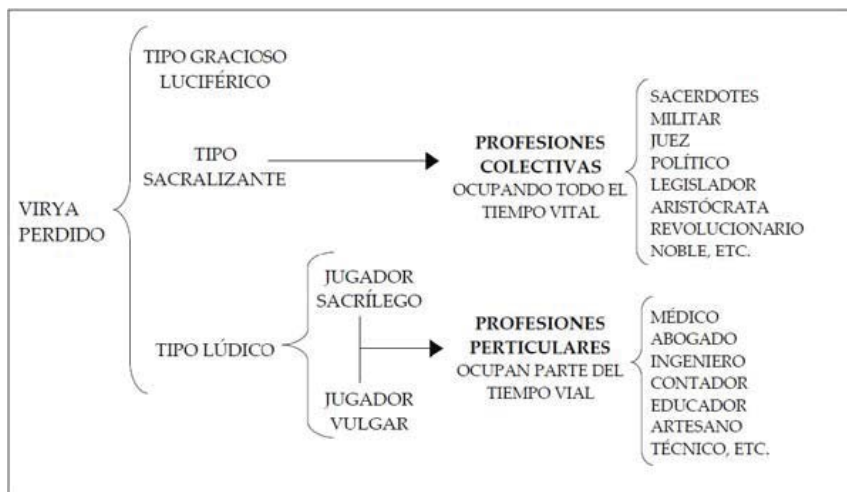 VIRYA
PERDIDO
TIPO GRACIOSO
LUCIFÉRICO
TIPO
SACRALIZANTE
PROFESIONES
COLECTIVAS
OCUPANDO TODO EL
TIEMPO VITAL
SACERDOTES
MILITAR
JUEZ
POLÍTICO
LEGISLADOR
ARISTÓCRATA
REVOLUCIONARIO
NOBLE, ETC.
TIPO LÚDICO
JUGADOR
SACRÍLEGO
JUGADOR
VULGAR
PROFESIONES
PERTICULARES
OCUPAN PARTE DEL
TIEMPO VIAL
MÉDICO
ABOGADO
INGENIERO
CONTADOR
EDUCADOR
ARTESANO
TÉCNICO, ETC.